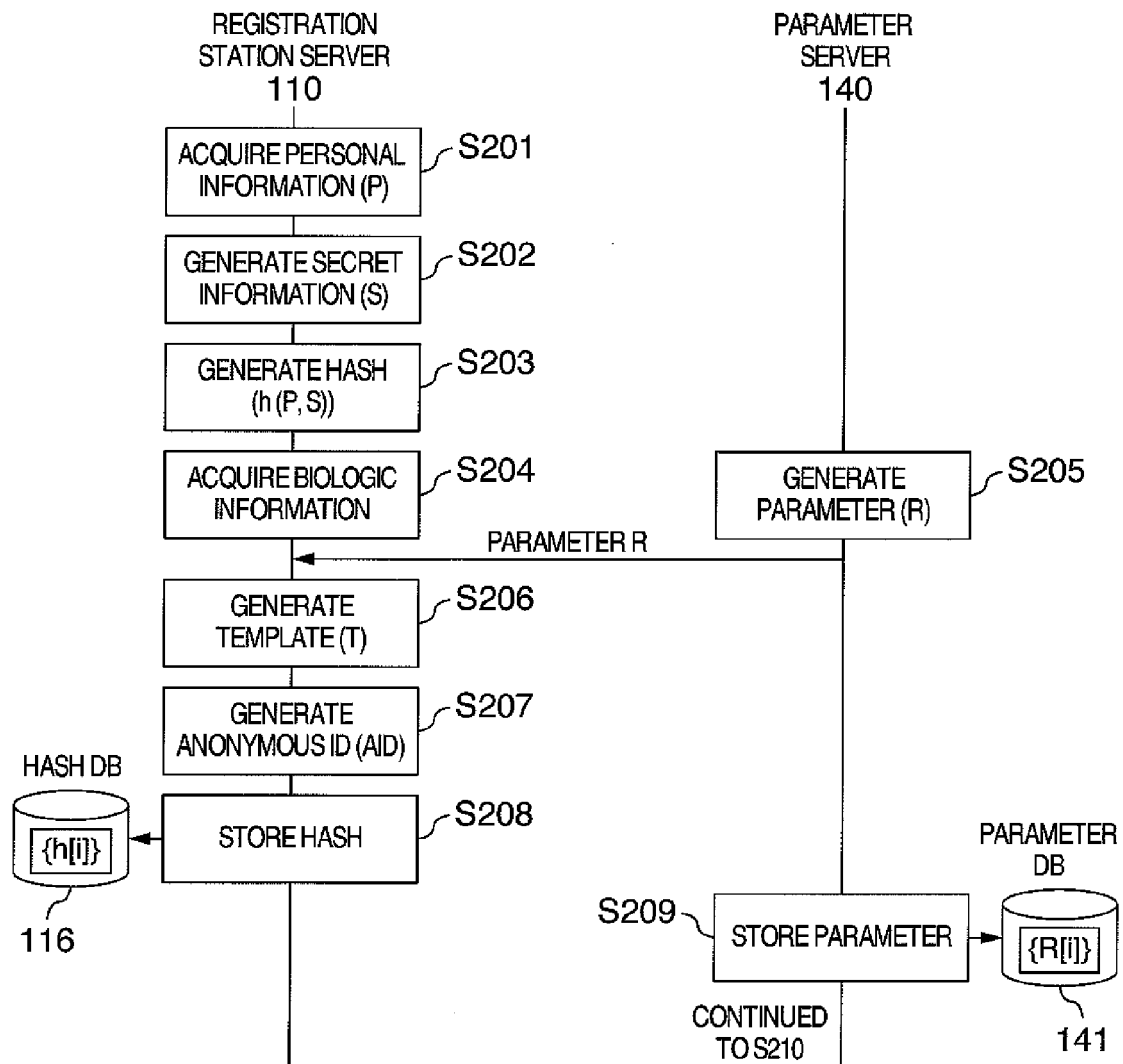 REGISTRATION
STATION SERVER
110
PARAMETER
SERVER
140
ACQUIRE PERSONAL
INFORMATION (P)
S201
GENERATE SECRET
INFORMATION (S)
S202
GENERATE HASH
(h (P, S))
S203
ACQUIRE BIOLOGIC
INFORMATION
S204
GENERATE
PARAMETER (R)
S205
PARAMETER R
GENERATE
TEMPLATE (T)
S206
GENERATE
ANONYMOUS ID (AID)
S207
HASH DB
{h[i]}
116
STORE HASH
S208
PARAMETER
DB
S209
STORE PARAMETER
{R[i]}
141
CONTINUED
TO S210